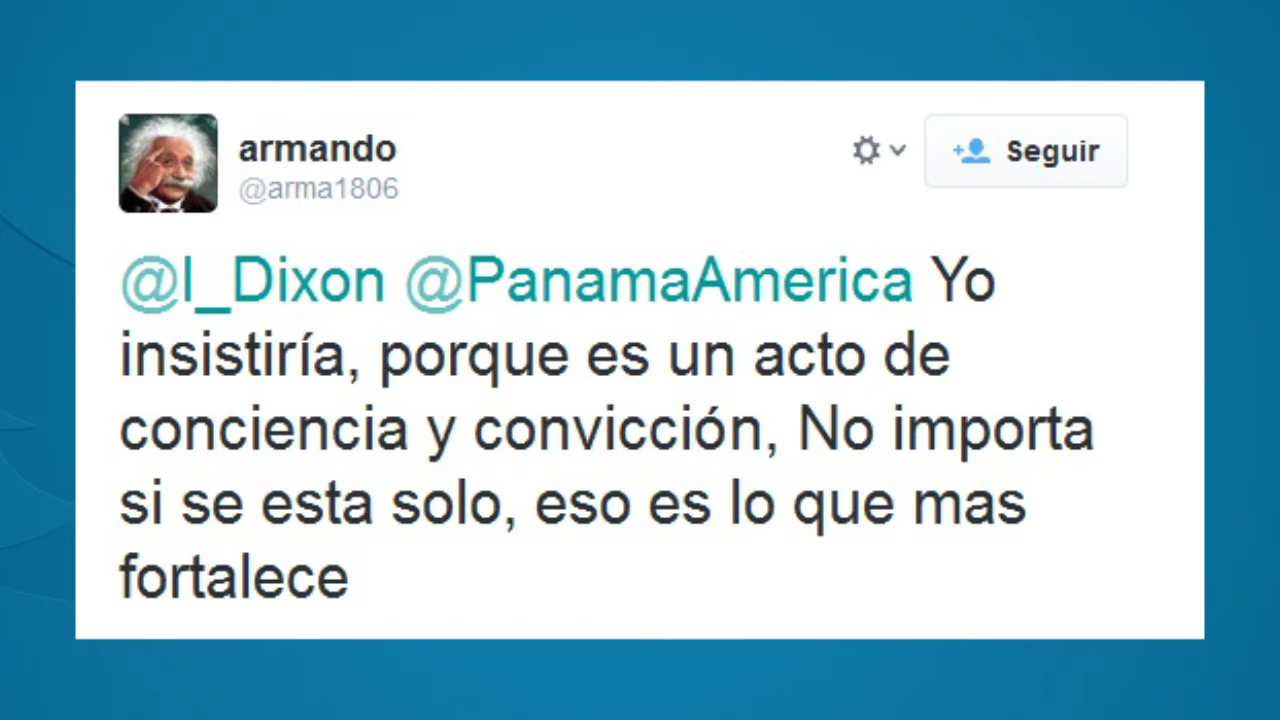 armando
@arma1806
Seguir
@I_Dixon @PanamaAmerica Yo
insistiría, porque es un acto de
conciencia y convicción, No importa
si se esta solo, eso es lo que mas
fortalece